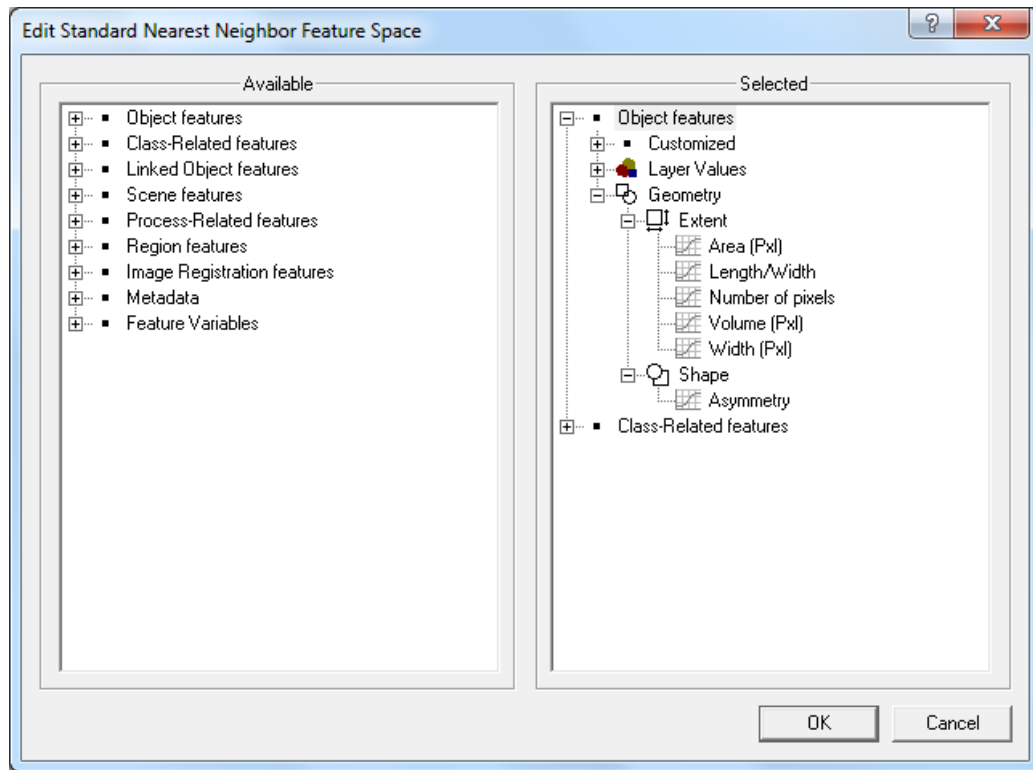 Edit Standard Nearest Neighbor Feature Space
Available
Object features
Class-Related features
Linked Object features
Scene features
Process-Related features
Region features
Image Registration features
Metadata
Feature Variables
Selected
Object features
Customized
Layer Values
Geometry
Extent
Area (Pxl)
Length/Width
Number of pixels
Volume (Pxl)
Width (Pxl)
Shape
Asymmetry
Class-Related features
OK
Cancel